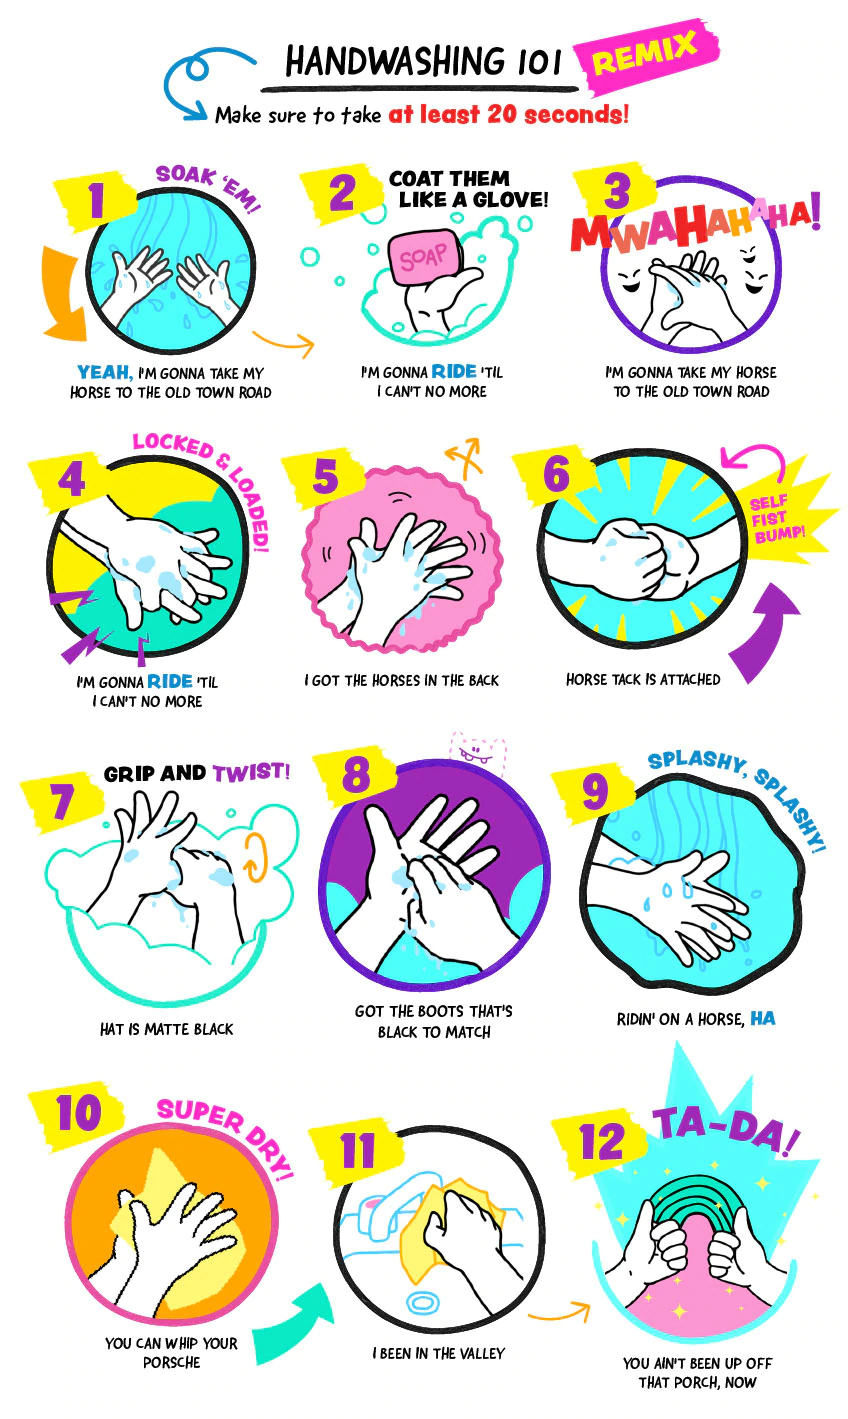 HANDWASHING 101
REMIX
Make sure to take at least 20 seconds!
1
SOAK 'EM!
YEAH, I'M GONNA TAKE MY
HORSE TO THE OLD TOWN ROAD
2
COAT THEM
LIKE A GLOVE!
SOAP
I'M GONNA RIDE 'TIL
I CAN'T NO MORE
3
MWAHAHAHAHA!
I'M GONNA TAKE MY HORSE
TO THE OLD TOWN ROAD
4
LOCKED & LOADED!
I'M GONNA RIDE 'TIL
I CAN'T NO MORE
5
I GOT THE HORSES IN THE BACK
6
SELF
FIST
BUMP!
HORSE TACK IS ATTACHED
7
GRIP AND TWIST!
HAT IS MATTE BLACK
8
GOT THE BOOTS THAT'S
BLACK TO MATCH
9
SPLASHY, SPLASHY!
RIDIN' ON A HORSE, HA
10
SUPER DRY!
YOU CAN WHIP YOUR
PORSCHE
11
I BEEN IN THE VALLEY
12
TA-DA!
YOU AIN'T BEEN UP OFF
THAT PORCH, NOW